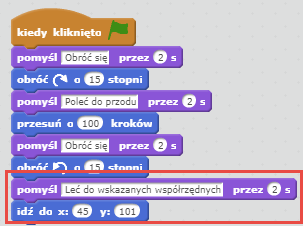 kiedy kliknięto
pomyśl Obróć się przez 2 s
obróć o 15 stopni
pomyśl Poleć do przodu przez 2 s
przesuń o 100 kroków
pomyśl Obróć się przez 2 s
obróć o 15 stopni
pomyśl Leć do wskazanych współrzędnych przez 2 s
idź do x: 45 y: 101